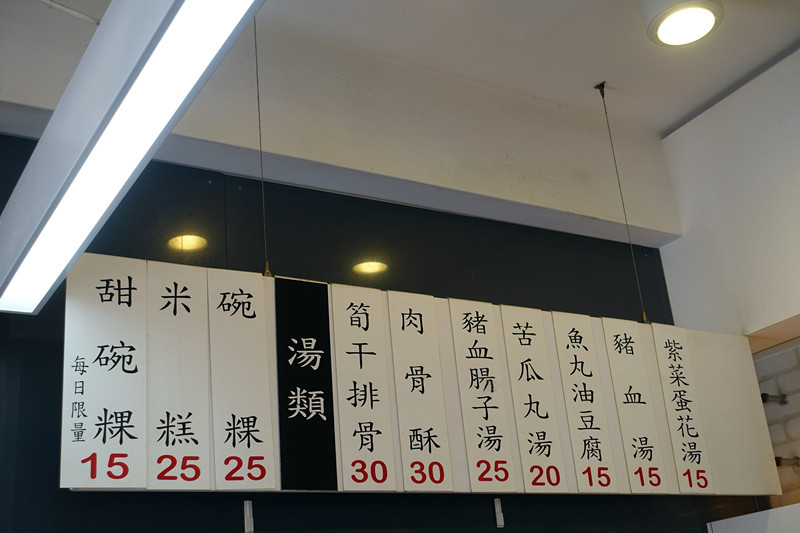 甜碗粿
每日限量
15
米糕
25
碗粿
25
湯類
筍干排骨
30
肉骨酥
30
豬血腸子湯
25
苦瓜丸湯
20
魚丸油豆腐
15
豬血湯
15
紫菜蛋花湯
15